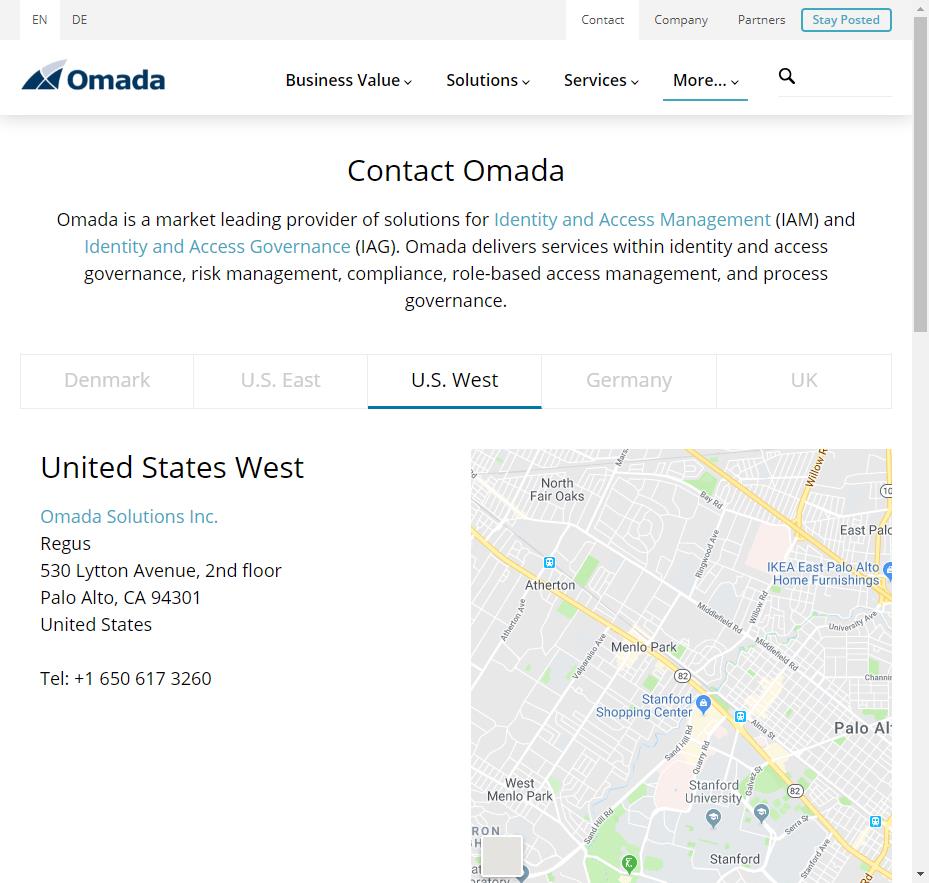 EN DE Contact Company Partners Stay Posted
Omada Business Value Solutions Services More...
Contact Omada
Omada is a market leading provider of solutions for Identity and Access Management (IAM) and
Identity and Access Governance (IAG). Omada delivers services within identity and access
governance, risk management, compliance, role-based access management, and process
governance.
Denmark U.S. East U.S. West Germany UK
United States West
Omada Solutions Inc.
Regus
530 Lytton Avenue, 2nd floor
Palo Alto, CA 94301
United States
Tel: +1 650 617 3260
Willow R
North
Fair Oaks
Bay Rd
East Palo
Ringwood Ave
IKEA East Palo Alto
Home Furnishings
Atherton
Atherton Ave
Willow Rd
Middlefield Rd
University Ave
Valparaiso Ave
Menlo Park
Middlefield Rd
82
Channin
Stanford
Shopping Center
Alma St
Palo Al
Sand Hill Rd
Quarry Rd
West
Menlo Park
Stanford
University
Galvez St
82
Sand Hill Rd
Serra St
Stanford
Stanford Ave